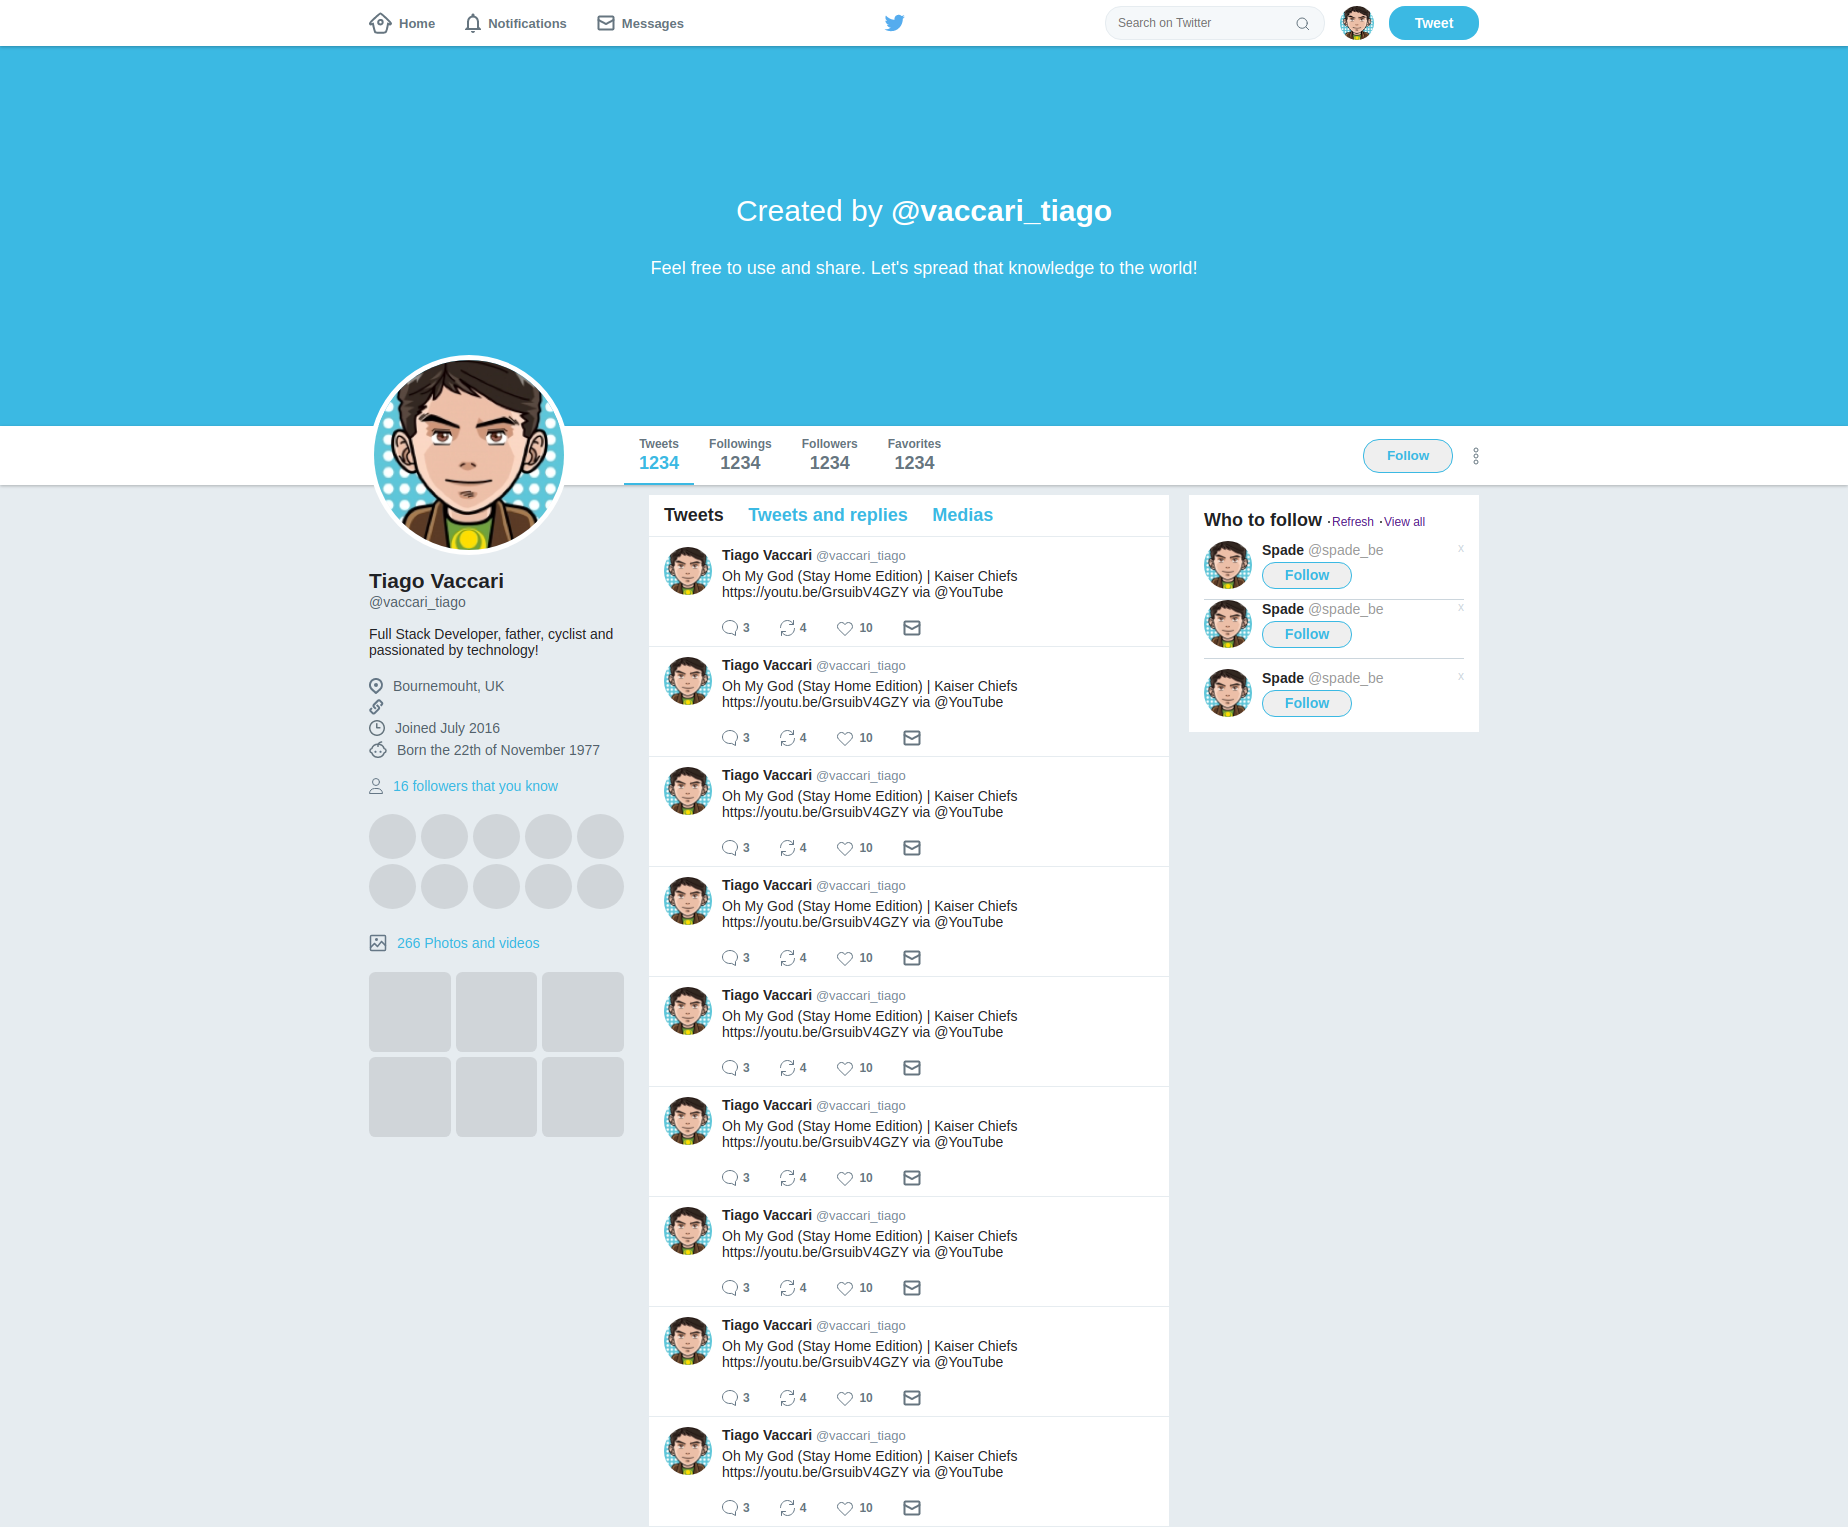 Home Notifications Messages Search on Twitter Tweet
Created by @vaccari_tiago
Feel free to use and share. Let's spread that knowledge to the world!
Tweets Followings Followers Favorites
1234 1234 1234 1234
Follow
Tiago Vaccari
@vaccari_tiago
Full Stack Developer, father, cyclist and
passionated by technology!
Bournemouht, UK
Joined July 2016
Born the 22th of November 1977
16 followers that you know
266 Photos and videos
Tweets Tweets and replies Medias
Tiago Vaccari @vaccari_tiago
Oh My God (Stay Home Edition) | Kaiser Chiefs
https://youtu.be/GrsuibV4GZY via @YouTube
3 4 10
Tiago Vaccari @vaccari_tiago
Oh My God (Stay Home Edition) | Kaiser Chiefs
https://youtu.be/GrsuibV4GZY via @YouTube
3 4 10
Tiago Vaccari @vaccari_tiago
Oh My God (Stay Home Edition) | Kaiser Chiefs
https://youtu.be/GrsuibV4GZY via @YouTube
3 4 10
Tiago Vaccari @vaccari_tiago
Oh My God (Stay Home Edition) | Kaiser Chiefs
https://youtu.be/GrsuibV4GZY via @YouTube
3 4 10
Tiago Vaccari @vaccari_tiago
Oh My God (Stay Home Edition) | Kaiser Chiefs
https://youtu.be/GrsuibV4GZY via @YouTube
3 4 10
Tiago Vaccari @vaccari_tiago
Oh My God (Stay Home Edition) | Kaiser Chiefs
https://youtu.be/GrsuibV4GZY via @YouTube
3 4 10
Tiago Vaccari @vaccari_tiago
Oh My God (Stay Home Edition) | Kaiser Chiefs
https://youtu.be/GrsuibV4GZY via @YouTube
3 4 10
Tiago Vaccari @vaccari_tiago
Oh My God (Stay Home Edition) | Kaiser Chiefs
https://youtu.be/GrsuibV4GZY via @YouTube
3 4 10
Tiago Vaccari @vaccari_tiago
Oh My God (Stay Home Edition) | Kaiser Chiefs
https://youtu.be/GrsuibV4GZY via @YouTube
3 4 10
Who to follow ·Refresh ·View all
Spade @spade_be x
Follow
Spade @spade_be x
Follow
Spade @spade_be x
Follow